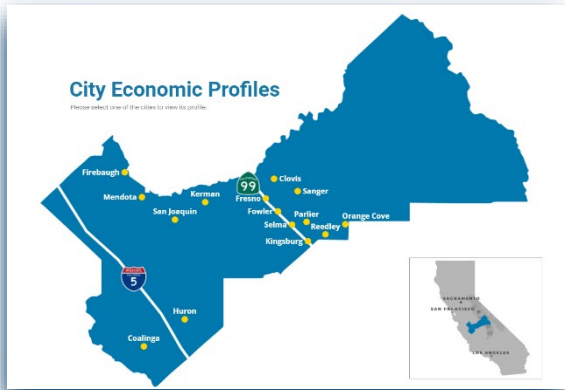 City Economic Profiles
Please select one of the cities to view its profile.
Firebaugh
Mendota
San Joaquin
Kerman
CALIFORNIA
99
Clovis
Sanger
Fresno
Fowler
Parlier
Orange Cove
Selma
Reedley
Kingsburg
5
Huron
Coalinga
SACRAMENTO
SAN FRANCISCO
LOS ANGELES